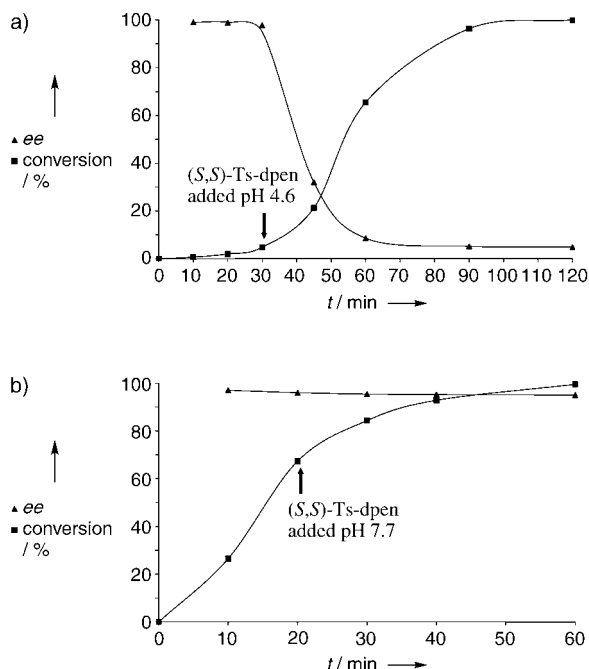 a)
100
80
60
40
20
0
ee
conversion
/ %
(S,S)-Ts-dpen
added pH 4.6
0 10 20 30 40 50 60 70 80 90 100 110 120
t / min
b)
100
80
60
40
20
0
ee
conversion
/ %
(S,S)-Ts-dpen
added pH 7.7
0 10 20 30 40 50 60
t / min